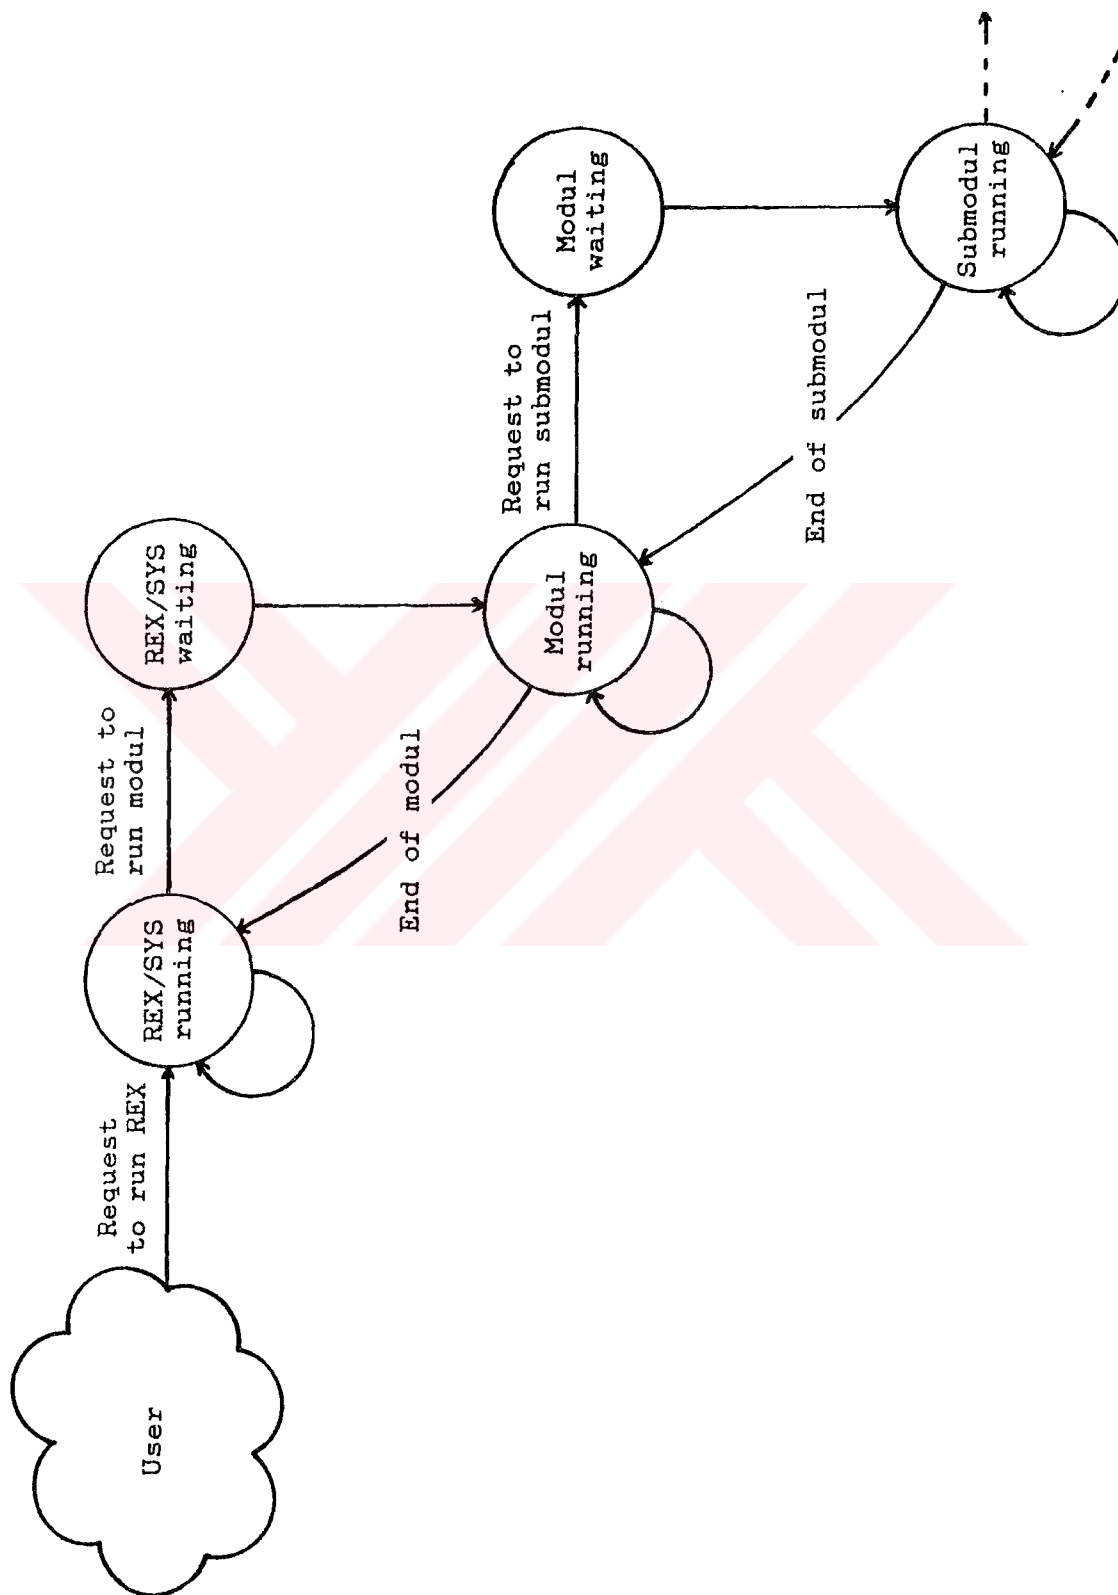 User
Request
to run REX
REX/SYS
running
Request to
run modul
REX/SYS
waiting
End of modul
Modul
running
Request to
run submodul
Modul
waiting
End of submodul
Submodul
running